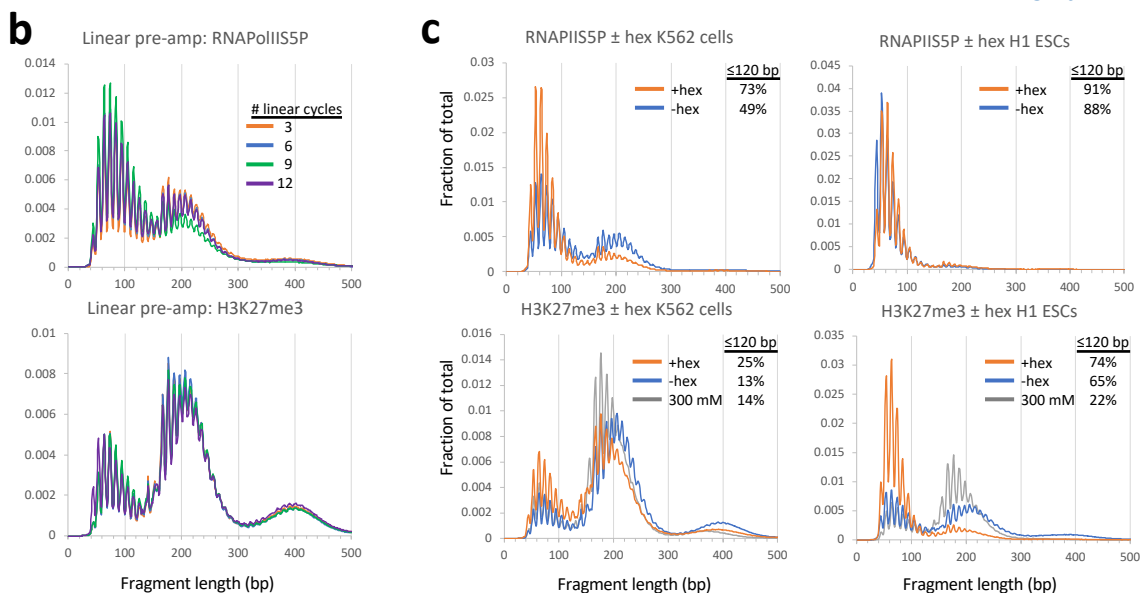 b
Linear pre-amp: RNAPolIIS5P
0.014
0.012
0.01
0.008
0.006
0.004
0.002
0
0 100 200 300 400 500
# linear cycles
3
6
9
12
Linear pre-amp: H3K27me3
0.01
0.008
0.006
0.004
0.002
0
0 100 200 300 400 500
Fragment length (bp)
c
RNAPIIS5P ± hex K562 cells
Fraction of total
0.03
0.025
0.02
0.015
0.01
0.005
0
0 100 200 300 400 500
≤120 bp
+hex 73%
-hex 49%
RNAPIIS5P ± hex H1 ESCs
0.045
0.04
0.035
0.03
0.025
0.02
0.015
0.01
0.005
0
0 100 200 300 400 500
≤120 bp
+hex 91%
-hex 88%
H3K27me3 ± hex K562 cells
Fraction of total
0.016
0.014
0.012
0.01
0.008
0.006
0.004
0.002
0
0 100 200 300 400 500
≤120 bp
+hex 25%
-hex 13%
300 mM 14%
Fragment length (bp)
H3K27me3 ± hex H1 ESCs
0.035
0.03
0.025
0.02
0.015
0.01
0.005
0
0 100 200 300 400 500
≤120 bp
+hex 74%
-hex 65%
300 mM 22%
Fragment length (bp)